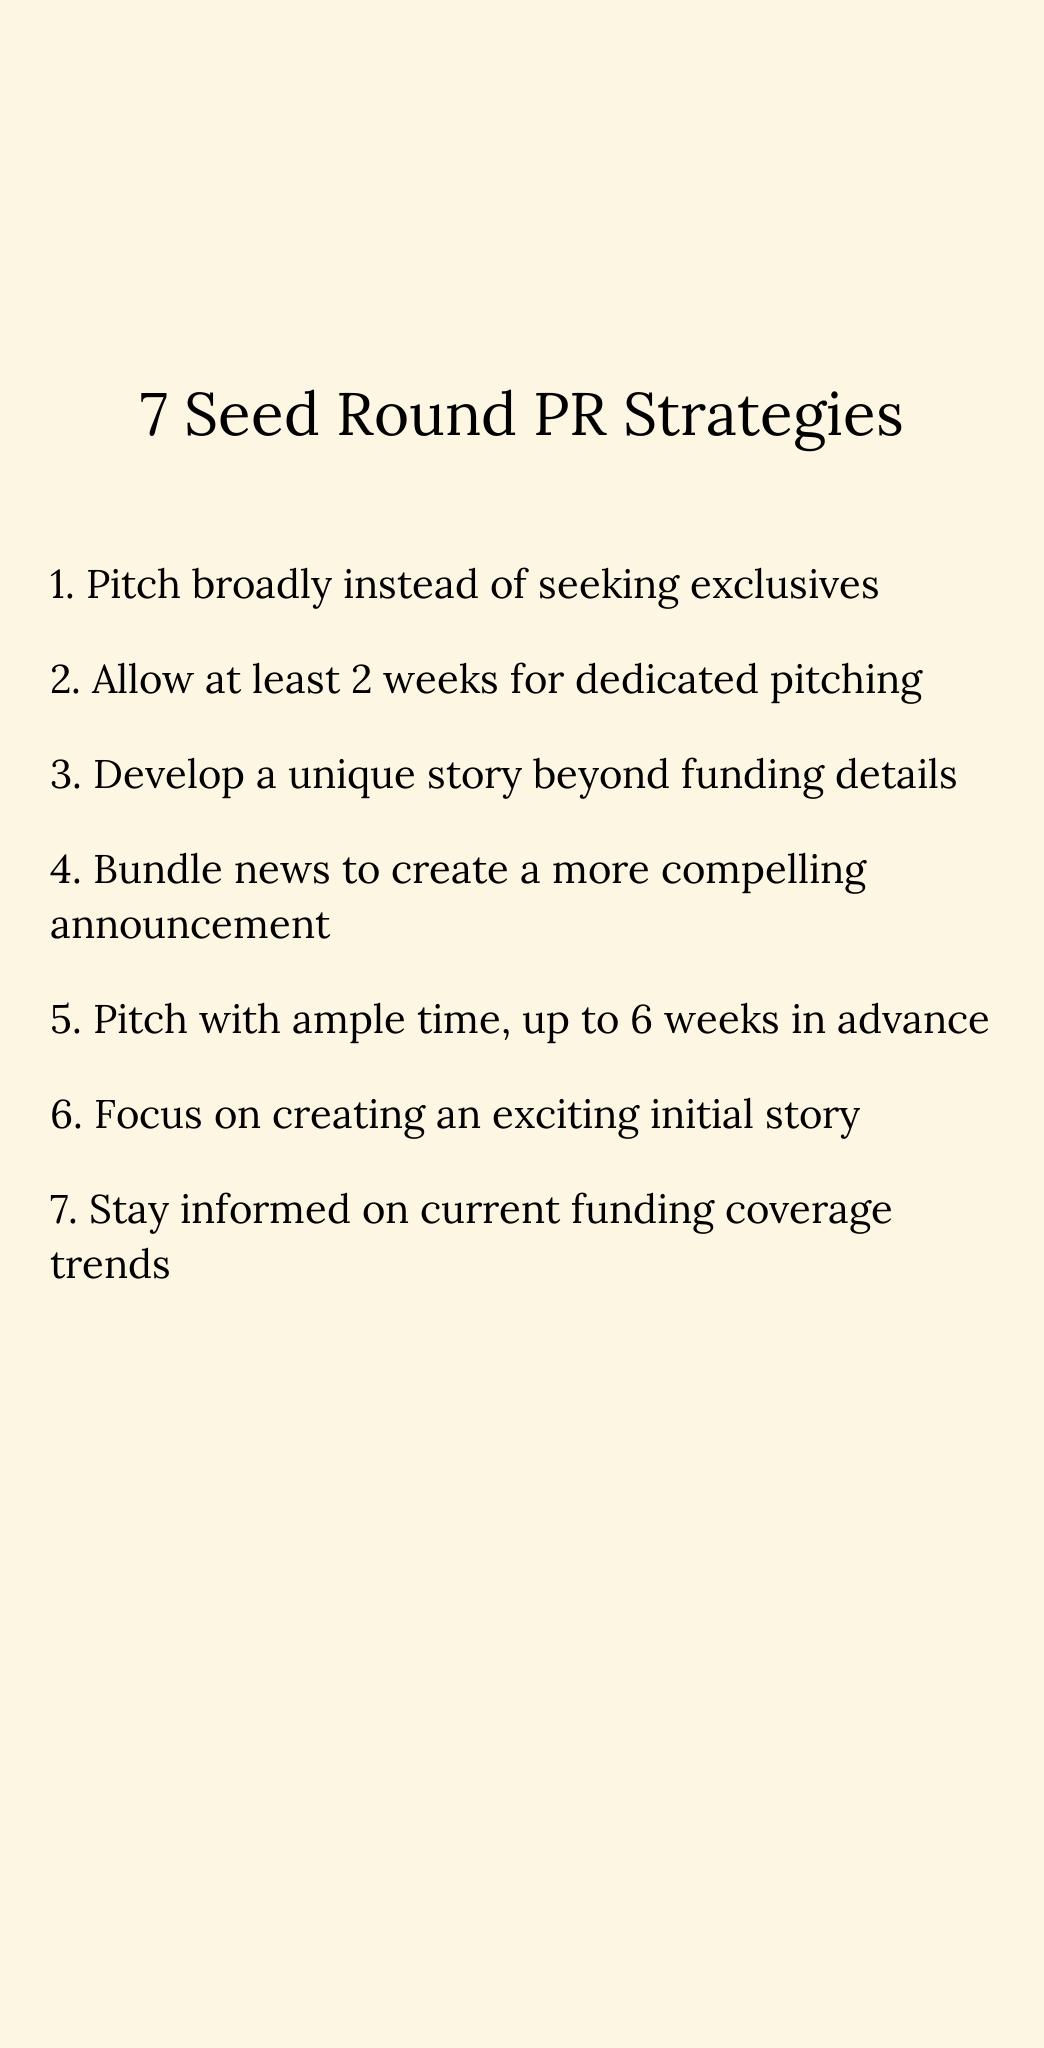 7 Seed Round PR Strategies
1. Pitch broadly instead of seeking exclusives
2. Allow at least 2 weeks for dedicated pitching
3. Develop a unique story beyond funding details
4. Bundle news to create a more compelling
announcement
5. Pitch with ample time, up to 6 weeks in advance
6. Focus on creating an exciting initial story
7. Stay informed on current funding coverage
trends